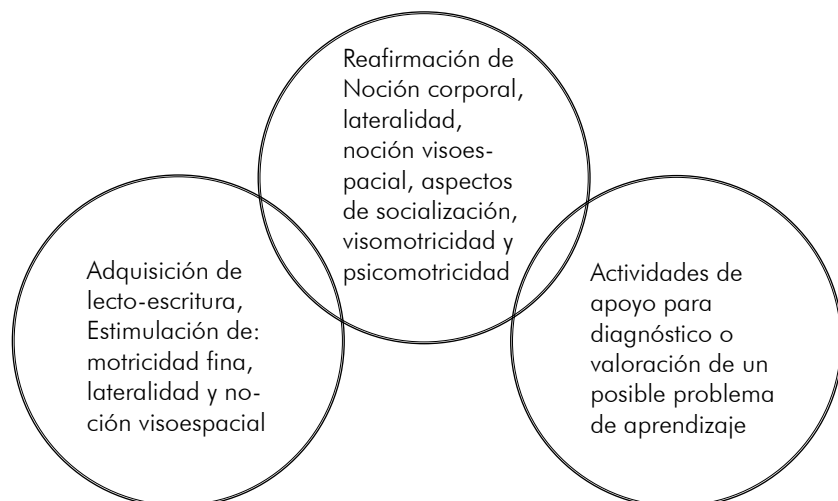 Reafirmación de
Noción corporal,
lateralidad,
noción visoes-
pacial, aspectos
de socialización,
visomotricidad y
psicomotricidad
Adquisición de
lecto-escritura,
Estimulación de:
motricidad fina,
lateralidad y no-
ción visoespacial
Actividades de
apoyo para
diagnóstico o
valoración de un
posible problema
de aprendizaje